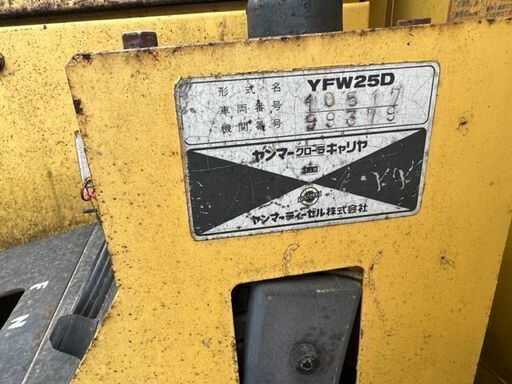 形式名 YFW25D
車両番号 10517
機関番号 99379
ヤンマークローラキャリヤ
ヤンマーディーゼル株式会社
F N